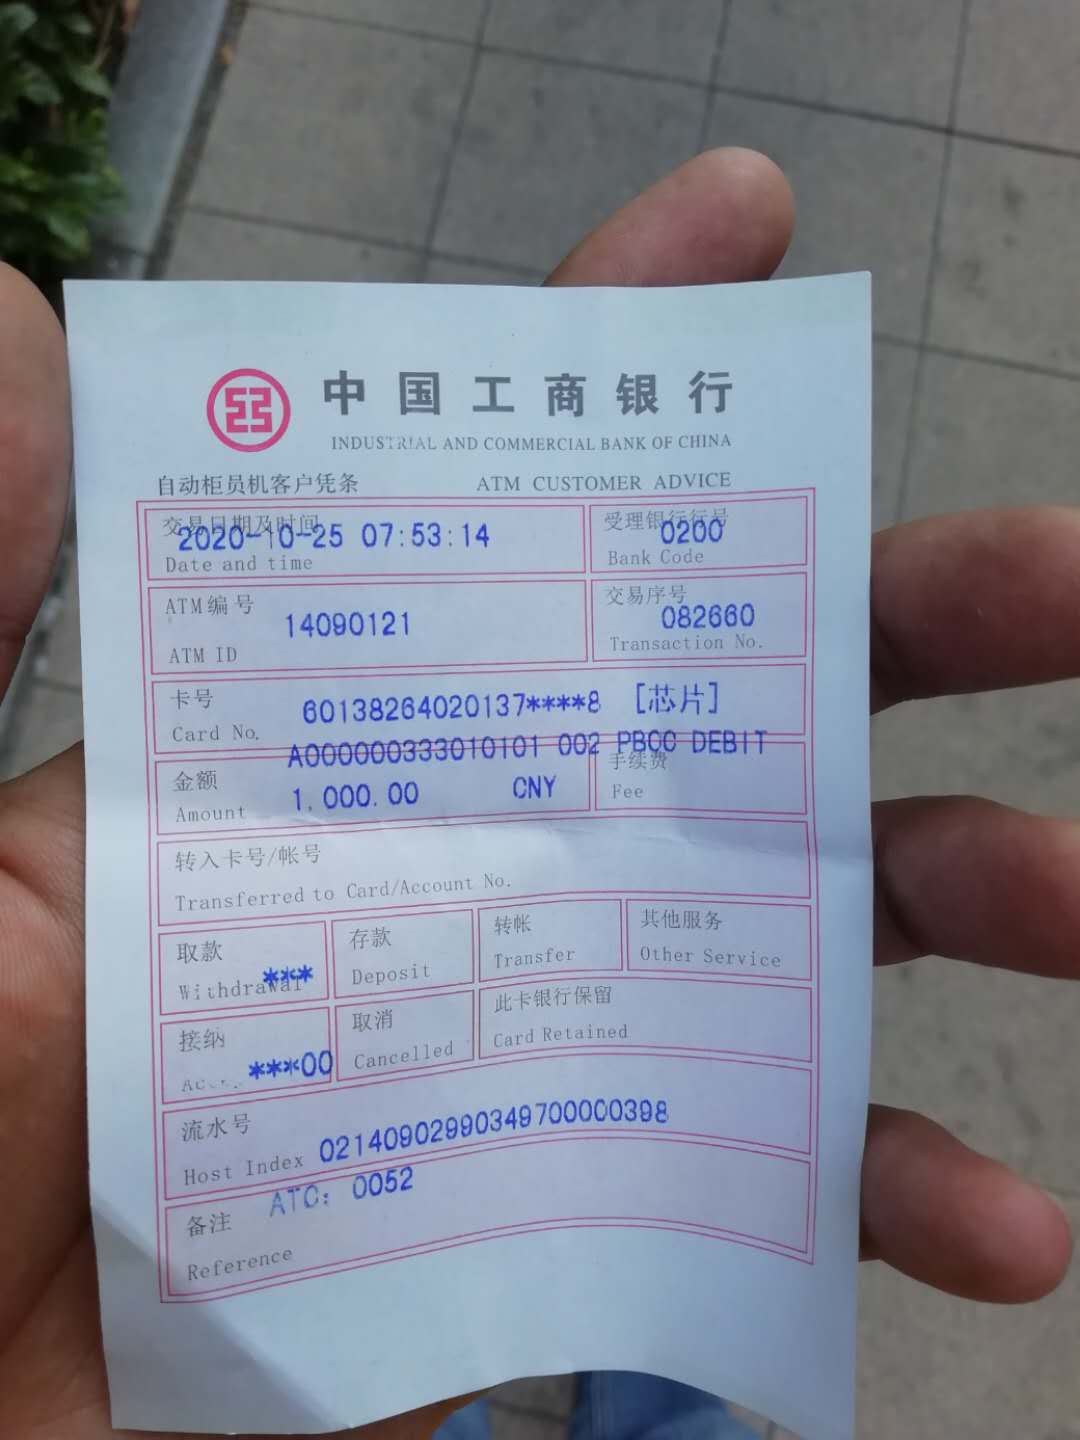 中国工商银行
INDUSTRIAL AND COMMERCIAL BANK OF CHINA
自动柜员机客户凭条 ATM CUSTOMER ADVICE
交易日期及时间 受理银行行号
2020-10-25 07:53:14 0200
Date and time Bank Code
ATM编号 交易序号
14090121 082660
ATM ID Transaction No.
卡号 60138264020137****8 [芯片]
Card No.
A000000333010101 002 PBOC DEBIT
金额 手续费
1,000.00 CNY Fee
Amount
转入卡号/帐号
Transferred to Card/Account No.
取款 存款 转帐 其他服务
Withdrawal *** Deposit Transfer Other Service
接纳 取消 此卡银行保留
***00 Cancelled Card Retained
流水号
Host Index 02140902990349700000398
ATC: 0052
备注
Reference